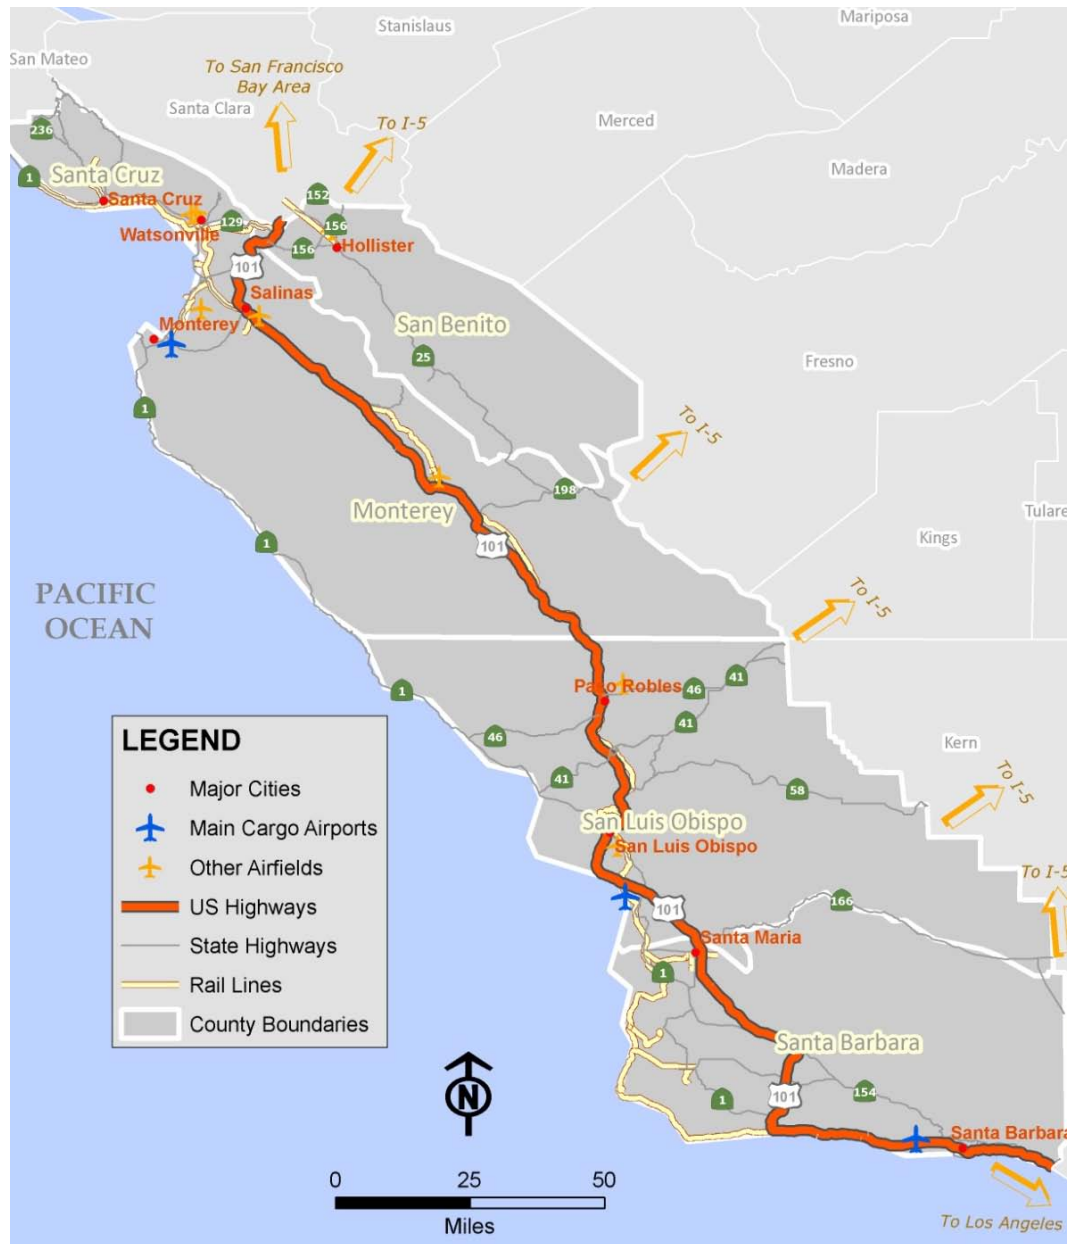 Mariposa
Stanislaus
San Mateo
To San Francisco
Bay Area
Santa Clara
To I-5
Merced
236
Madera
1
Santa Cruz
Santa Cruz
152
129
156
Watsonville
156
Hollister
101
Salinas
Monterey
San Benito
25
Fresno
1
To I-5
198
Monterey
Tulare
101
Kings
1
PACIFIC
OCEAN
To I-5
41
Paso Robles
46
1
41
46
Kern
LEGEND
Major Cities
Main Cargo Airports
Other Airfields
US Highways
State Highways
Rail Lines
County Boundaries
41
58
To I-5
San Luis Obispo
San Luis Obispo
To I-5
166
101
Santa Maria
1
Santa Barbara
101
154
1
N
Santa Barbara
0 25 50
Miles
To Los Angeles